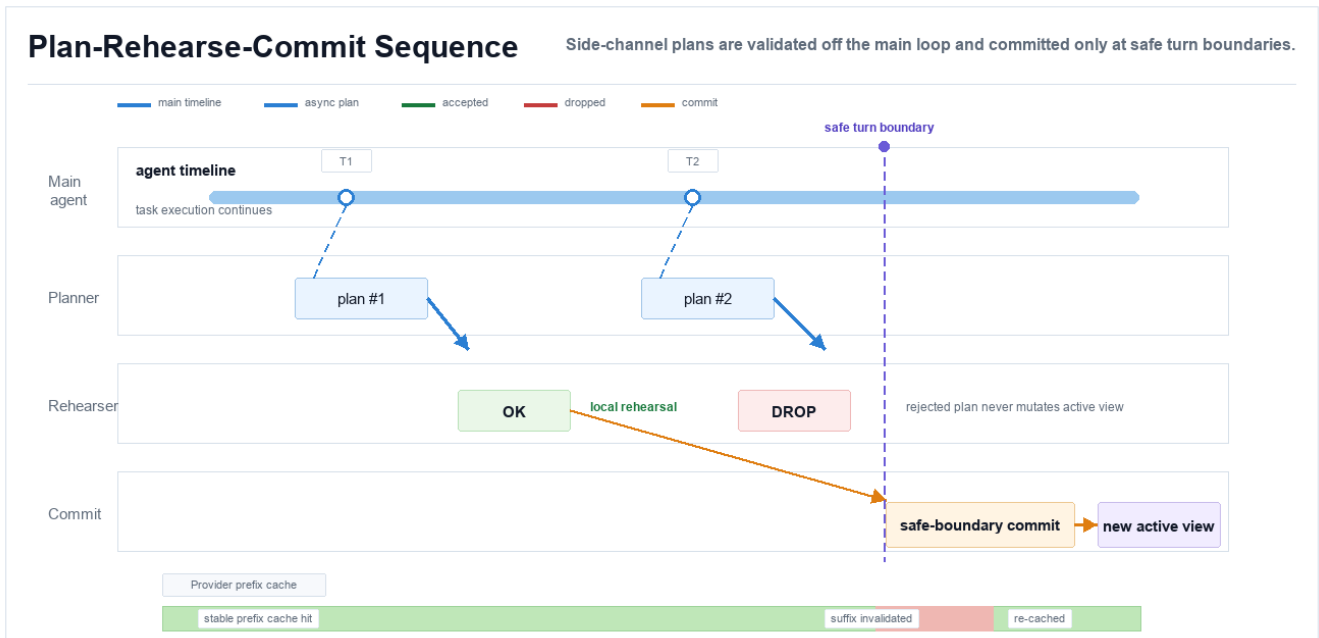 Plan-Rehearse-Commit Sequence
Side-channel plans are validated off the main loop and committed only at safe turn boundaries.
main timeline
async plan
accepted
dropped
commit
safe turn boundary
Main
agent
agent timeline
T1
T2
task execution continues
Planner
plan #1
plan #2
Rehearser
OK
local rehearsal
DROP
rejected plan never mutates active view
Commit
safe-boundary commit
new active view
Provider prefix cache
stable prefix cache hit
suffix invalidated
re-cached